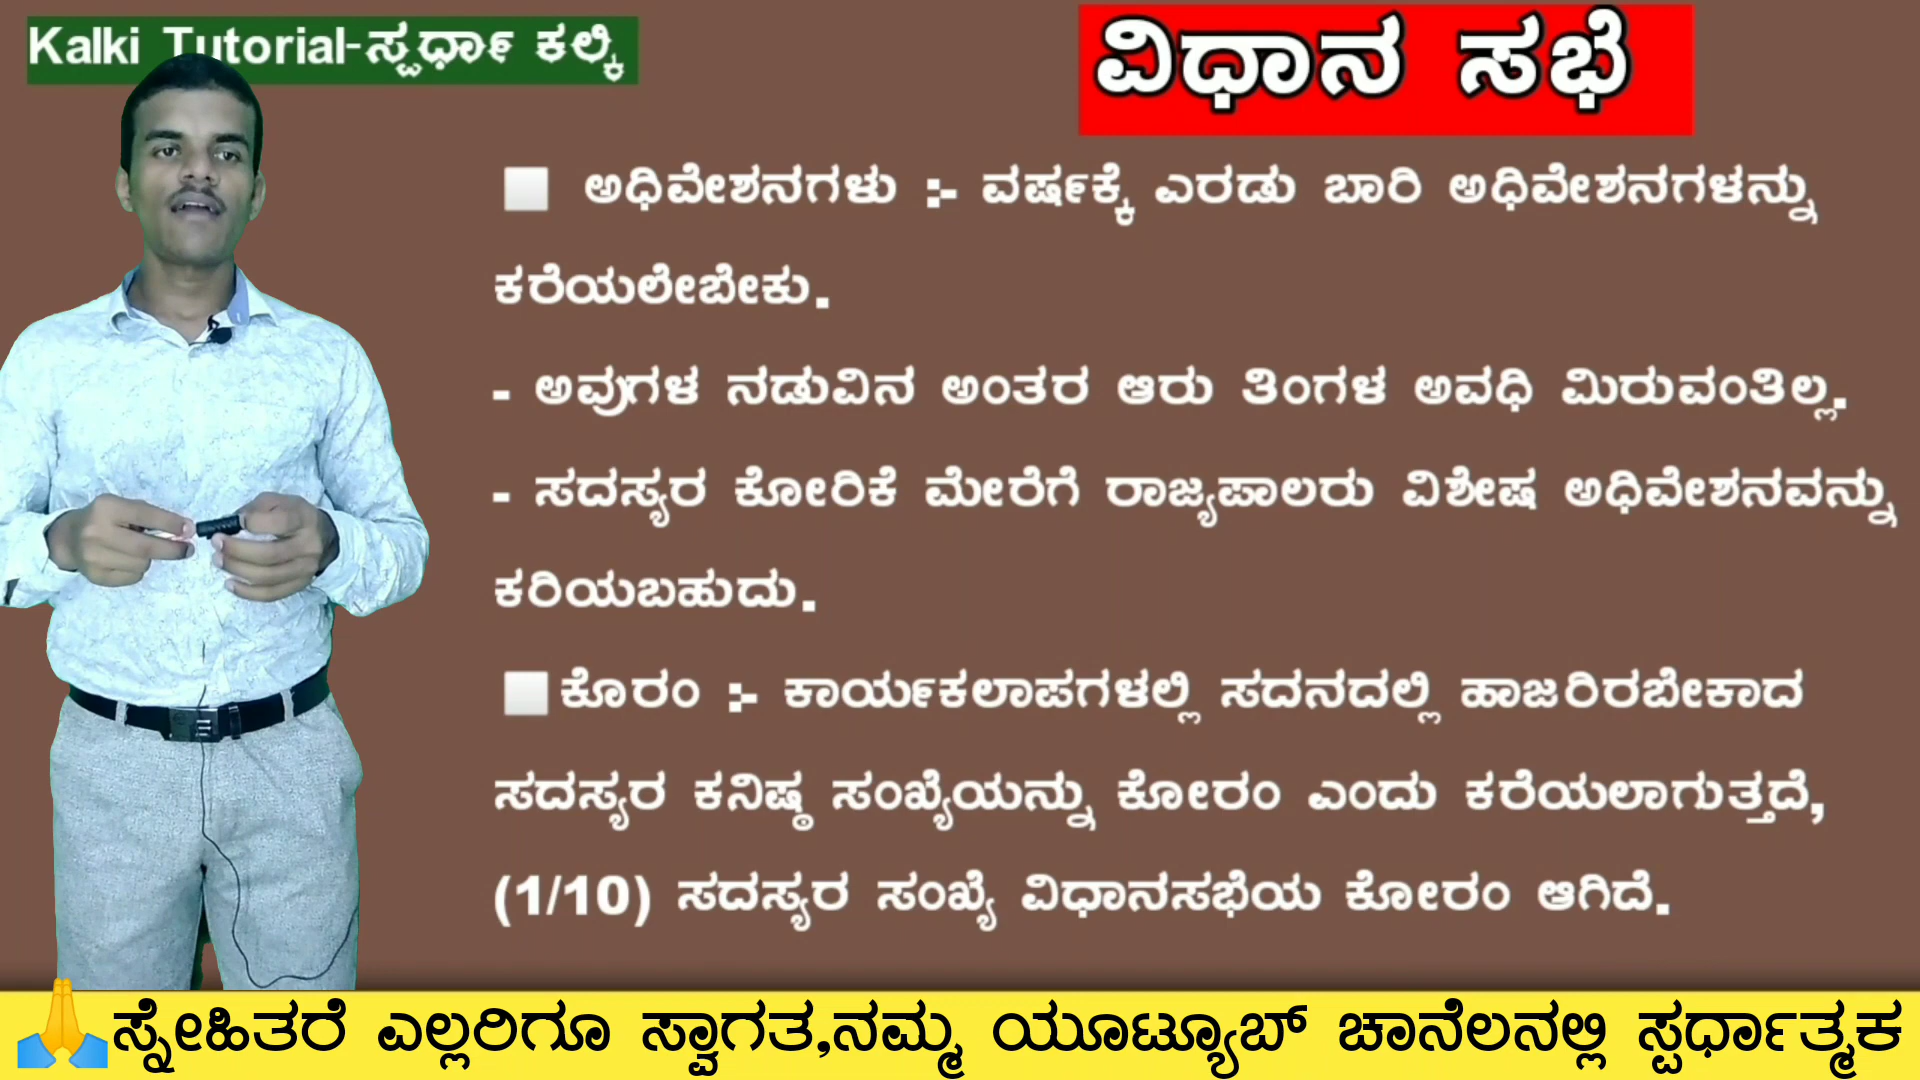 Kalki Tutorial-ಸ್ಪರ್ಧಾ ಕಲ್ಕಿ
ವಿಧಾನ ಸಭೆ
ಅಧಿವೇಶನಗಳು :- ವರ್ಷಕ್ಕೆ ಎರಡು ಬಾರಿ ಅಧಿವೇಶನಗಳನ್ನು
ಕರೆಯಲೇಬೇಕು.
- ಅವುಗಳ ನಡುವಿನ ಅಂತರ ಆರು ತಿಂಗಳ ಅವಧಿ ಮಿರುವಂತಿಲ್ಲ.
- ಸದಸ್ಯರ ಕೋರಿಕೆ ಮೇರೆಗೆ ರಾಜ್ಯಪಾಲರು ವಿಶೇಷ ಅಧಿವೇಶನವನ್ನು
ಕರಿಯಬಹುದು.
ಕೊರಂ :- ಕಾರ್ಯಕಲಾಪಗಳಲ್ಲಿ ಸದನದಲ್ಲಿ ಹಾಜರಿರಬೇಕಾದ
ಸದಸ್ಯರ ಕನಿಷ್ಠ ಸಂಖ್ಯೆಯನ್ನು ಕೋರಂ ಎಂದು ಕರೆಯಲಾಗುತ್ತದೆ,
(1/10) ಸದಸ್ಯರ ಸಂಖ್ಯೆ ವಿಧಾನಸಭೆಯ ಕೋರಂ ಆಗಿದೆ.
ಸ್ನೇಹಿತರೆ ಎಲ್ಲರಿಗೂ ಸ್ವಾಗತ,ನಮ್ಮ ಯೂಟ್ಯೂಬ್ ಚಾನೆಲನಲ್ಲಿ ಸ್ಪರ್ಧಾತ್ಮಕ